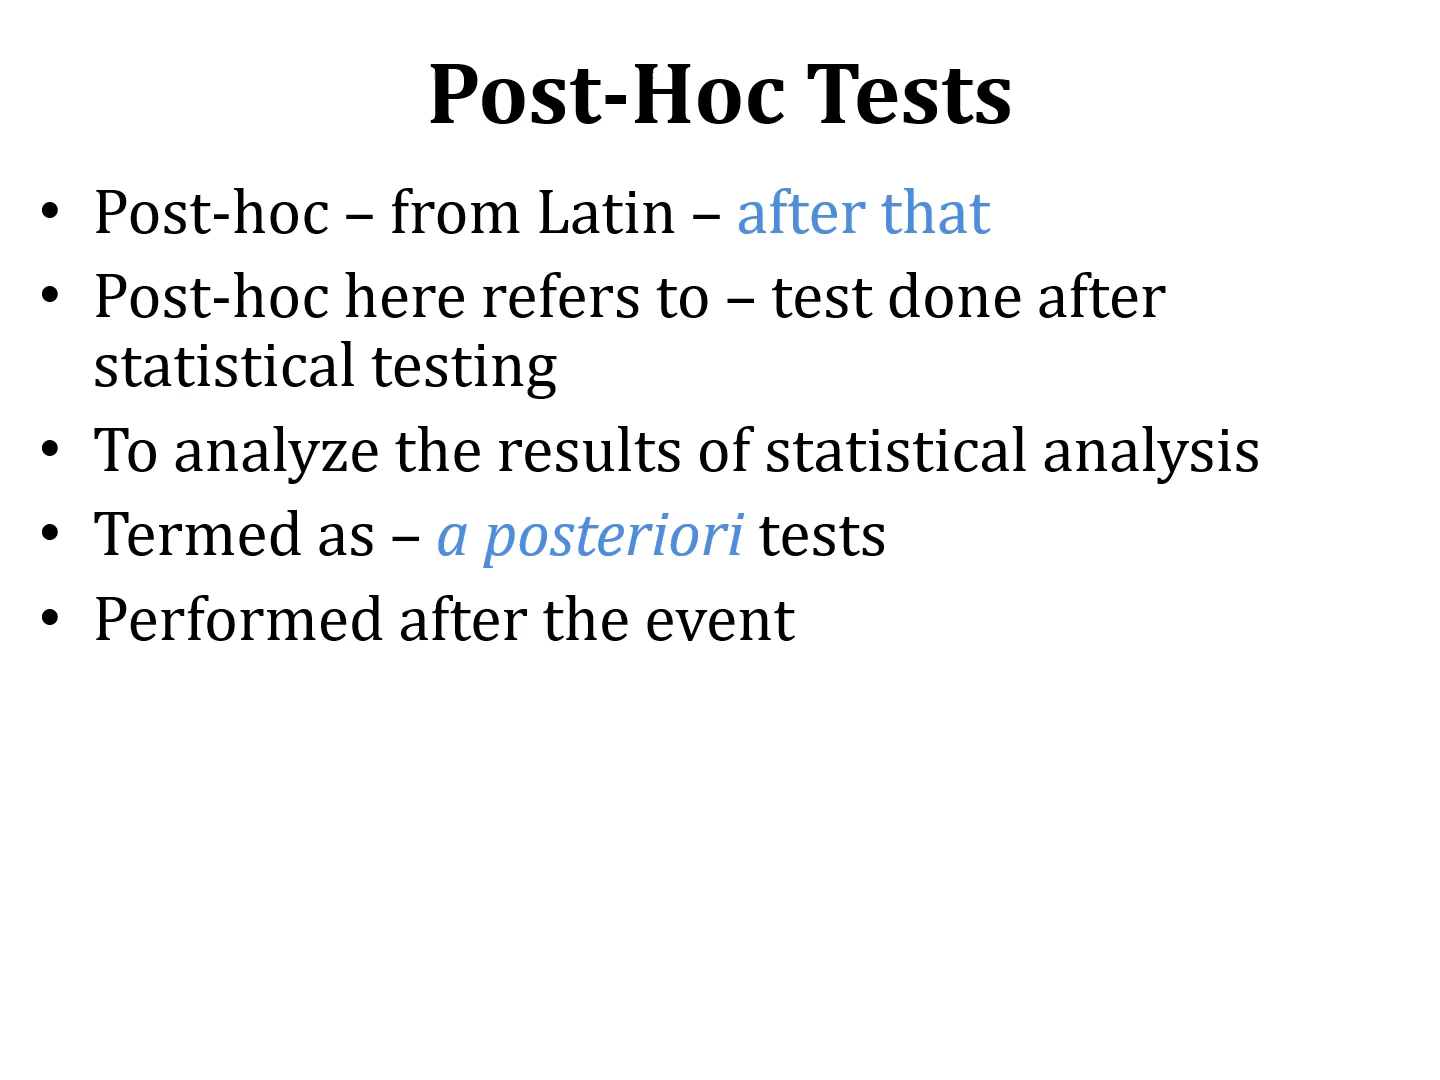 Post-Hoc Tests
• Post-hoc – from Latin – after that
• Post-hoc here refers to – test done after
statistical testing
• To analyze the results of statistical analysis
• Termed as – a posteriori tests
• Performed after the event